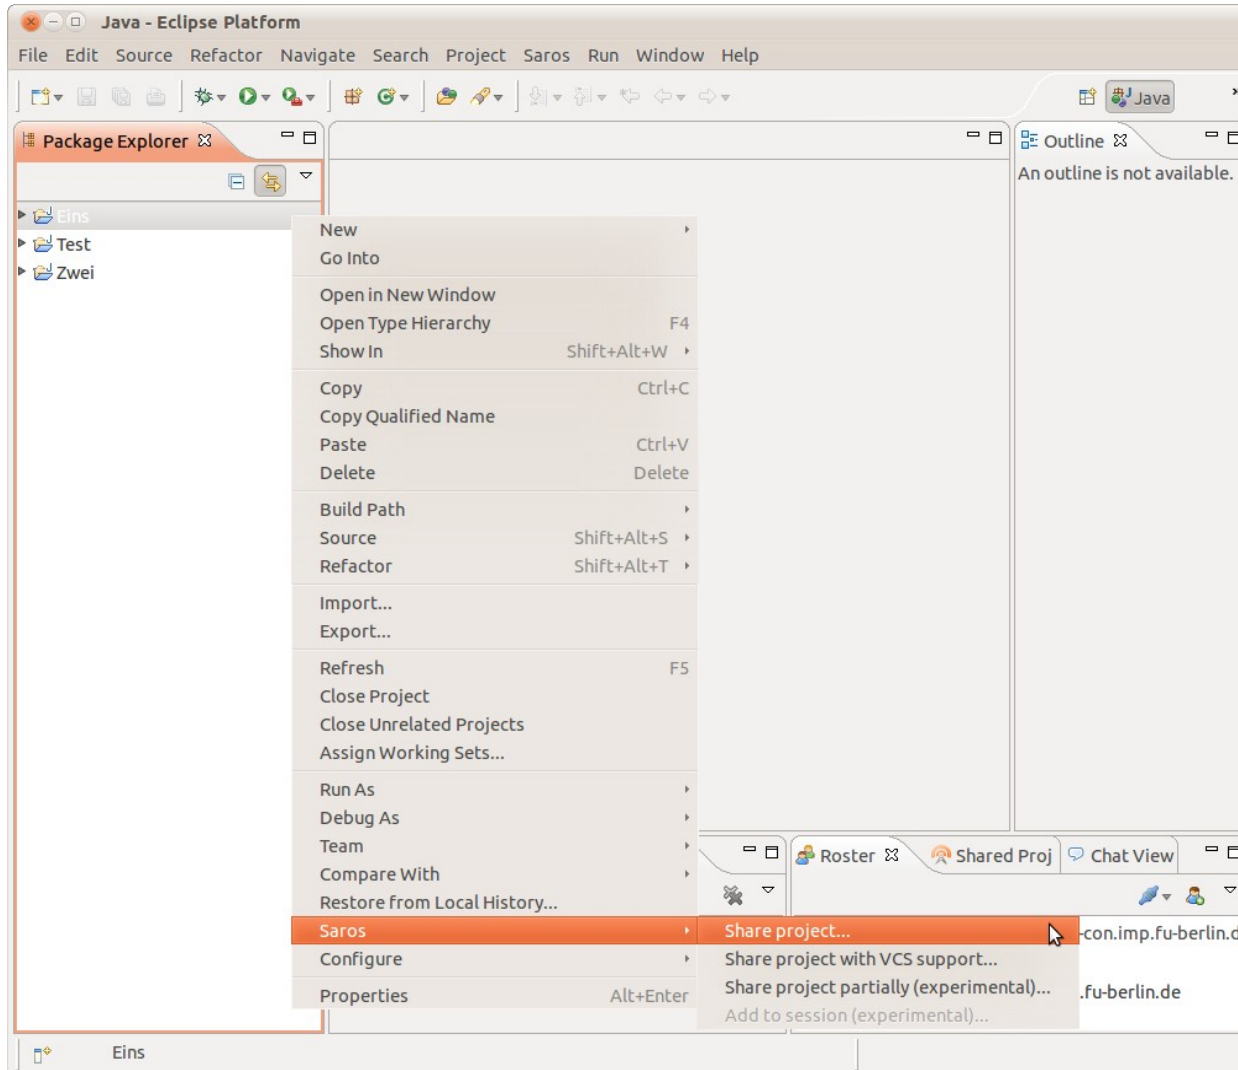 Java - Eclipse Platform
File Edit Source Refactor Navigate Search Project Saros Run Window Help
Java
Package Explorer
Outline
An outline is not available.
Eins
Test
Zwei
New
Go Into
Open in New Window
Open Type Hierarchy F4
Show In Shift+Alt+W
Copy Ctrl+C
Copy Qualified Name
Paste Ctrl+V
Delete Delete
Build Path
Source Shift+Alt+S
Refactor Shift+Alt+T
Import...
Export...
Refresh F5
Close Project
Close Unrelated Projects
Assign Working Sets...
Run As
Debug As
Team
Compare With
Restore from Local History...
Saros
Configure
Properties Alt+Enter
Roster Shared Proj Chat View
Share project...
Share project with VCS support...
Share project partially (experimental)...
Add to session (experimental)...
-con.imp.fu-berlin.d
.fu-berlin.de
Eins